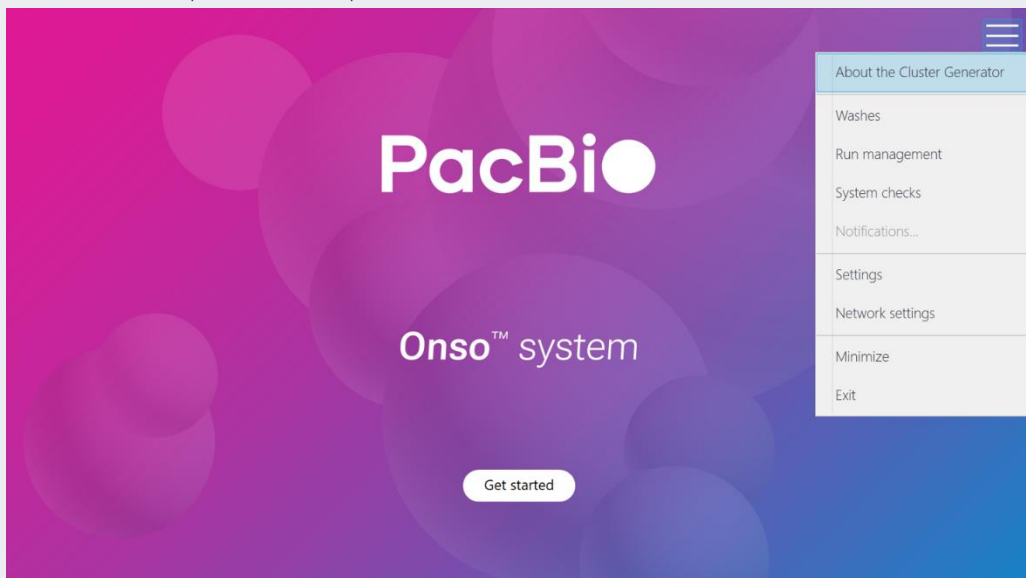 PacBio
Onso™ system
Get started
About the Cluster Generator
Washes
Run management
System checks
Notifications...
Settings
Network settings
Minimize
Exit